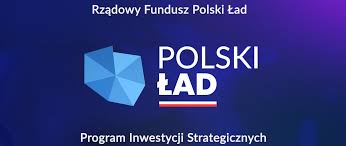 Rządowy Fundusz Polski Ład
POLSKI
ŁAD
Program Inwestycji Strategicznych